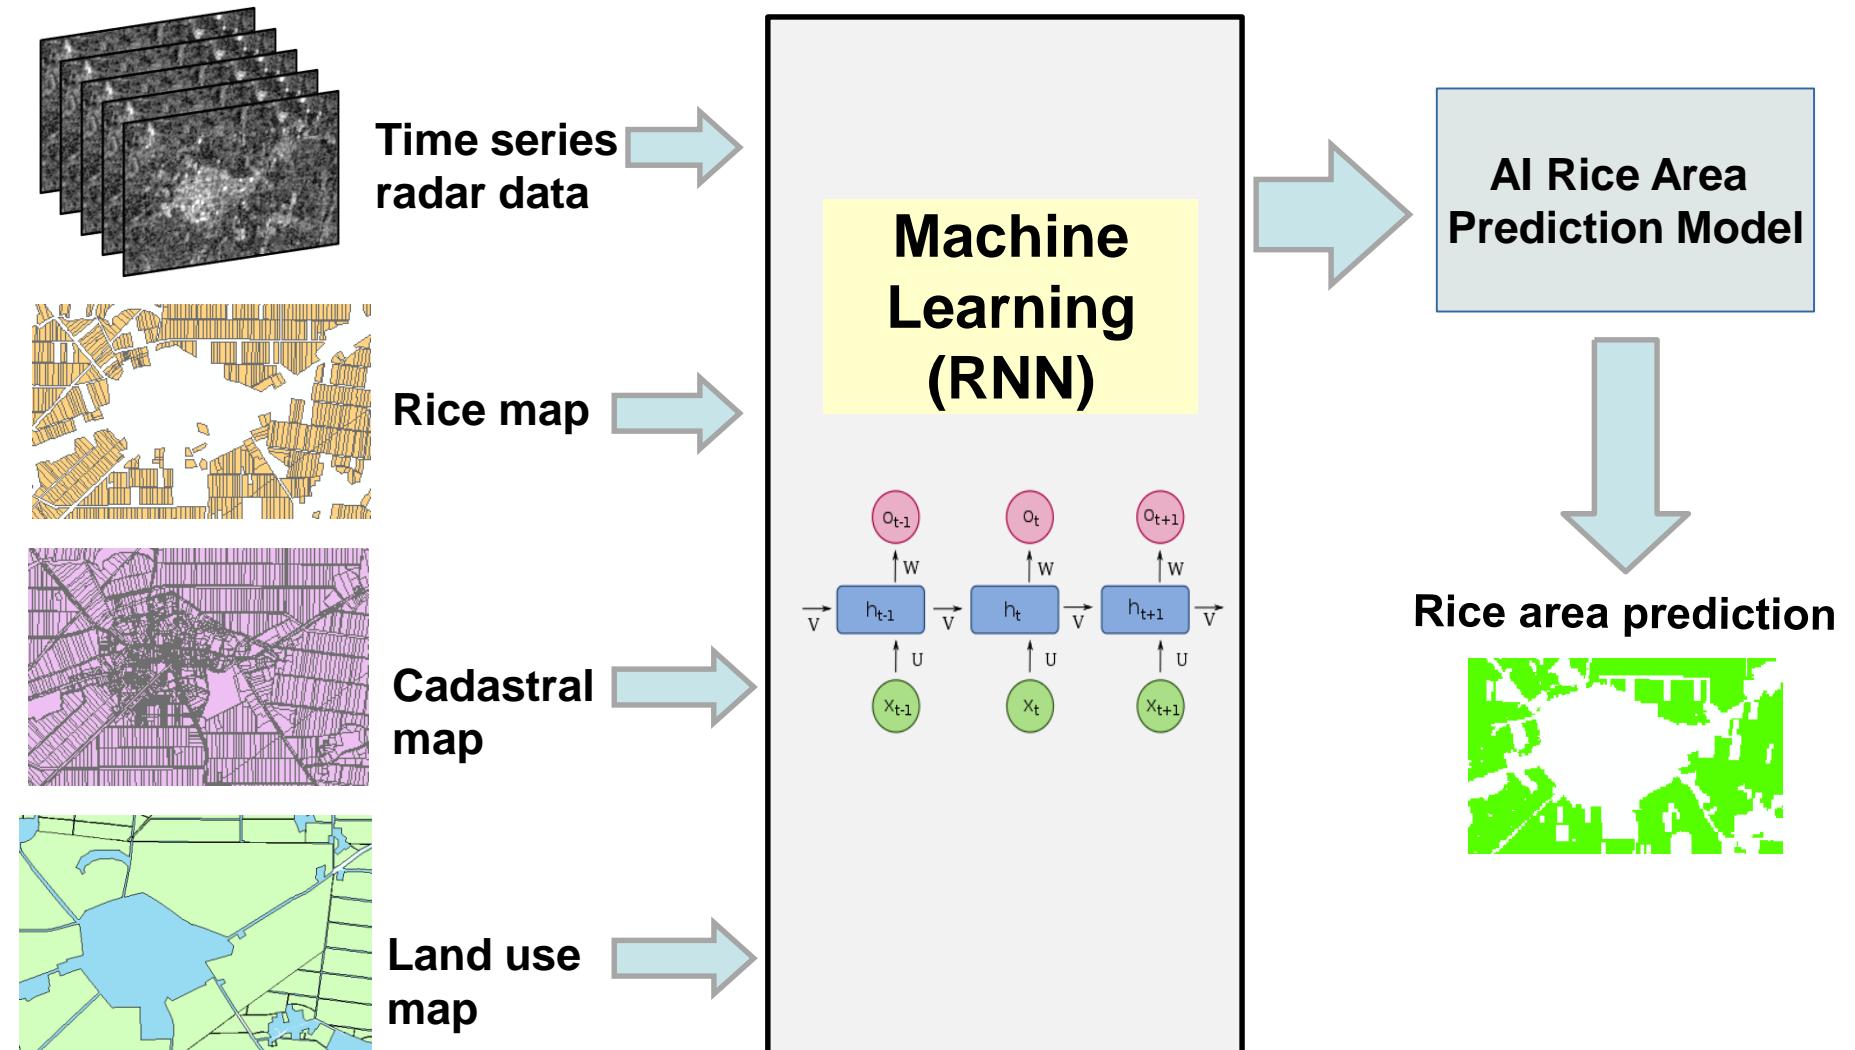 Time series
radar data
Rice map
Cadastral
map
Land use
map
Machine
Learning
(RNN)
Ot-1 Ot Ot+1
W W W
ht-1 ht ht+1
V V V V
U U U
Xt-1 Xt Xt+1
AI Rice Area
Prediction Model
Rice area prediction